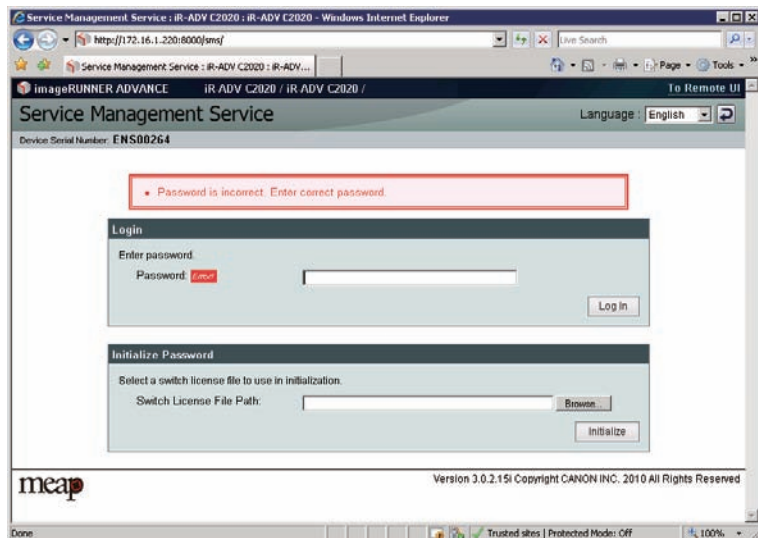 Service Management Service : iR-ADV C2020 : iR-ADV C2020 - Windows Internet Explorer
http://172.16.1.220:8000/sms/
Live Search
Service Management Service : iR-ADV C2020 : iR-ADV...
Page
Tools
imageRUNNER ADVANCE iR-ADV C2020 / iR-ADV C2020 /
To Remote UI
Service Management Service
Language : English
Device Serial Number: ENS00264
• Password is incorrect. Enter correct password.
Login
Enter password.
Password: Error!
Log In
Initialize Password
Select a switch license file to use in initialization.
Switch License File Path:
Browse...
Initialize
meap
Version 3.0.2.15i Copyright CANON INC. 2010 All Rights Reserved
Done
Trusted sites | Protected Mode: Off
100%